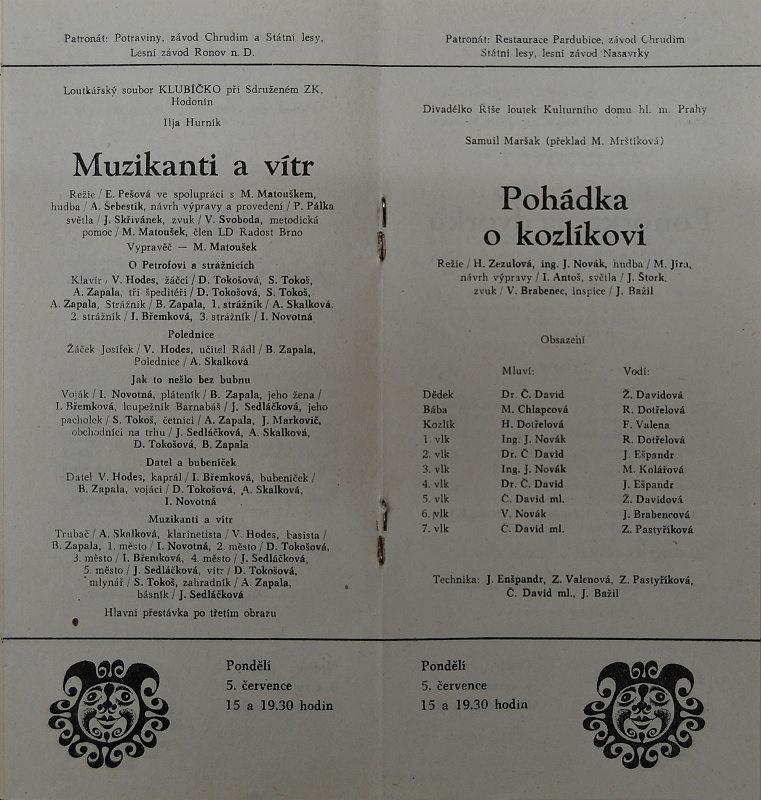 Patronát: Potraviny, závod Chrudim a Státní lesy,
Lesní závod Ronov n. D.
Loutkářský soubor KLUBÍČKO při Sdruženém ZK,
Hodonín
Ilja Hurník
Muzikanti a vítr
Režie / E. Pešová ve spolupráci s M. Matouškem,
hudba / A. Šebestík, návrh výpravy a provedení / P. Pálka
světla / J. Skřivánek, zvuk / V. Svoboda, metodická
pomoc / M. Matoušek, člen LD Radost Brno
Vypravěč — M. Matoušek
O Petrofovi a strážnících
Klavír / V. Hodes, žáčci / D. Tokošová, S. Tokoš,
A. Zapala, tři špeditéři / D. Tokošová, S. Tokoš,
A. Zapala, Strážník / B. Zapala, 1. strážník / A. Skalková,
2. strážník / I. Břemková, 3. strážník / I. Novotná
Polednice
Žáček Josífek / V. Hodes, učitel Rádl / B. Zapala,
Polednice / A. Skalková
Jak to nešlo bez bubnu
Voják / I. Novotná, pláteník / B. Zapala, jeho žena /
I. Břemková, loupežník Barnabáš / J. Sedláčková, jeho
pacholek / S. Tokoš, četníci / A. Zapala, J. Markovič,
obchodníci na trhu / J. Sedláčková, A. Skalková,
D. Tokošová, B. Zapala
Datel a bubeníček
Datel V. Hodes, kaprál / I. Břemková, bubeníček /
B. Zapala, vojáci / D. Tokošová, A. Skalková,
I. Novotná
Muzikanti a vítr
Trubač / A. Skalková, klarinetista / V. Hodes, basista /
B. Zapala, 1. město / I. Novotná, 2. město / D. Tokošová,
3. město / I. Břemková, 4. město / J. Sedláčková,
5. město / J. Sedláčková, vítr / D. Tokošová,
mlynář / S. Tokoš, zahradník / A. Zapala,
básník / J. Sedláčková
Hlavní přestávka po třetím obrazu
Pondělí
5. července
15 a 19.30 hodin
Patronát: Restaurace Pardubice, závod Chrudim
Státní lesy, lesní závod Nasavrky
Divadélko Říše loutek Kulturního domu hl. m. Prahy
Samuil Maršak (překlad M. Mrštíková)
Pohádka
o kozlíkovi
Režie / H. Zezulová, ing. J. Novák, hudba / M. Jíra,
návrh výpravy / I. Antoš, světla / J. Štork,
zvuk / V. Brabenec, inspice / J. Bažil
Obsazení
Mluví: Vodí:
Dědek Dr. Č. David Ž. Davidová
Bába M. Chlapcová R. Dotřelová
Kozlík H. Dotřelová F. Valena
1. vlk Ing. J. Novák R. Dotřelová
2. vlk Dr. Č David J. Ešpandr
3. vlk Ing. J. Novák M. Kolářová
4. vlk Dr. Č. David J. Ešpandr
5. vlk Č. David ml. Ž. Davidová
6. vlk V. Novák J. Brabencová
7. vlk Č. David ml. Z. Pastyříková
Technika: J. Enšpandr, Z. Valenová, Z. Pastyříková,
Č. David ml., J. Bažil
Pondělí
5. července
15 a 19.30 hodin